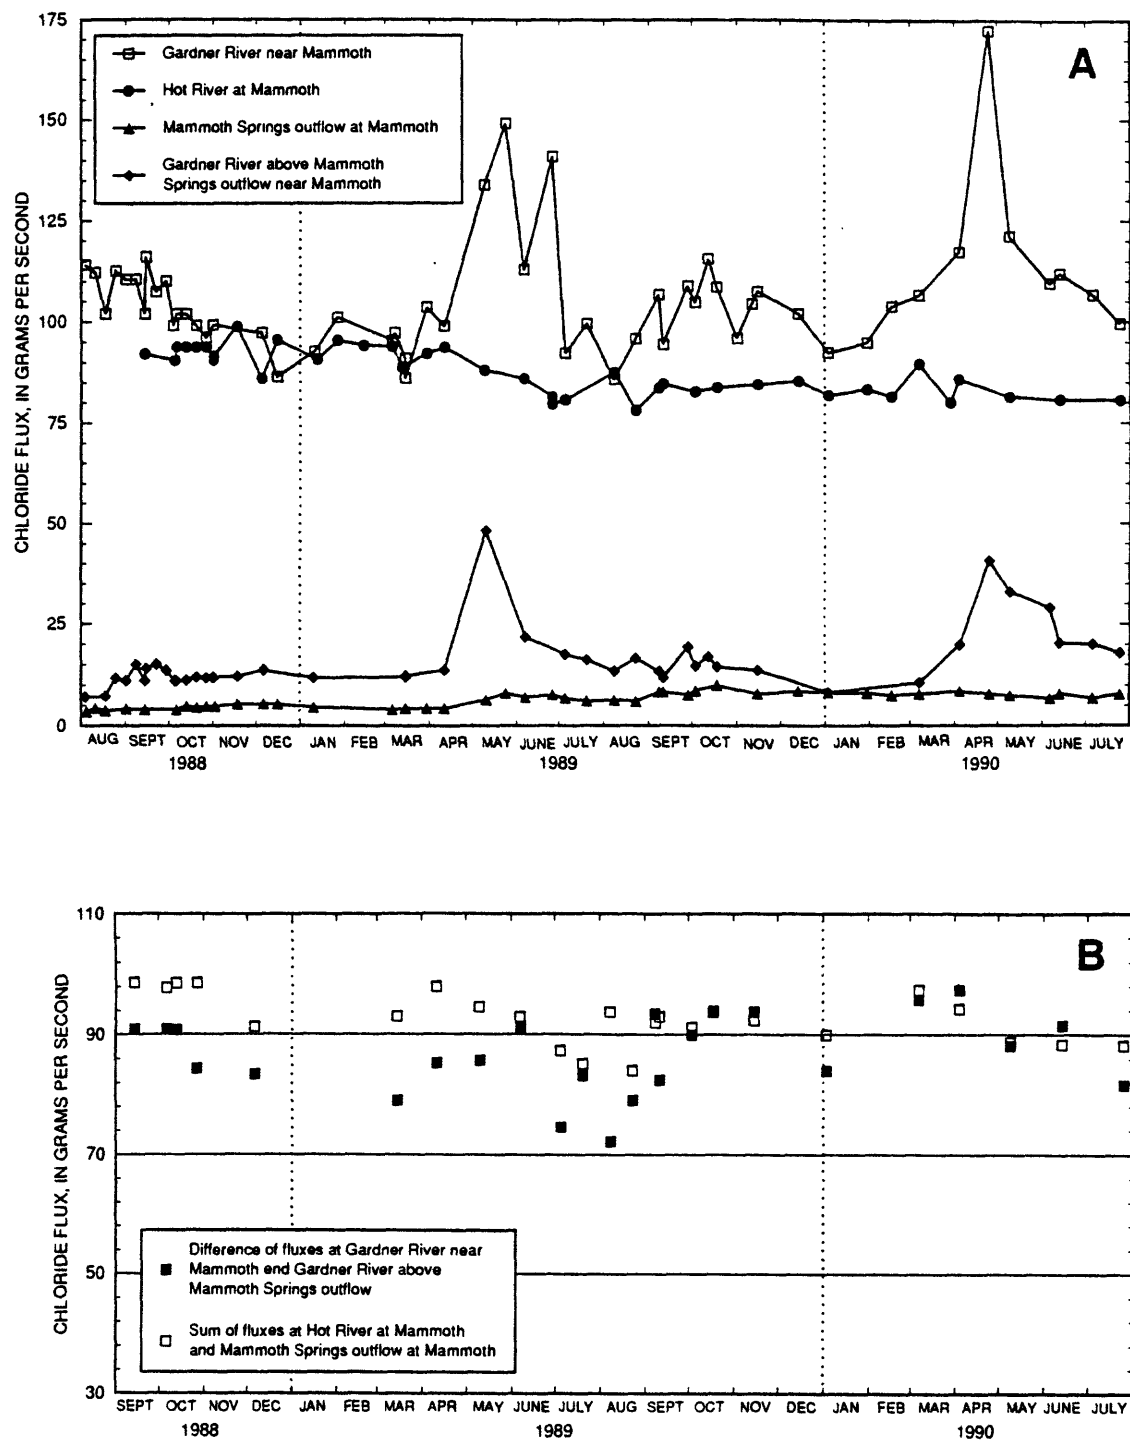 175
150
125
100
75
50
25
0
CHLORIDE FLUX, IN GRAMS PER SECOND
A
Gardner River near Mammoth
Hot River at Mammoth
Mammoth Springs outflow at Mammoth
Gardner River above Mammoth
Springs outflow near Mammoth
AUG SEPT OCT NOV DEC JAN FEB MAR APR MAY JUNE JULY AUG SEPT OCT NOV DEC JAN FEB MAR APR MAY JUNE JULY
1988 1989 1990
110
90
70
50
30
CHLORIDE FLUX, IN GRAMS PER SECOND
B
Difference of fluxes at Gardner River near
Mammoth end Gardner River above
Mammoth Springs outflow
Sum of fluxes at Hot River at Mammoth
and Mammoth Springs outflow at Mammoth
SEPT OCT NOV DEC JAN FEB MAR APR MAY JUNE JULY AUG SEPT OCT NOV DEC JAN FEB MAR APR MAY JUNE JULY
1988 1989 1990